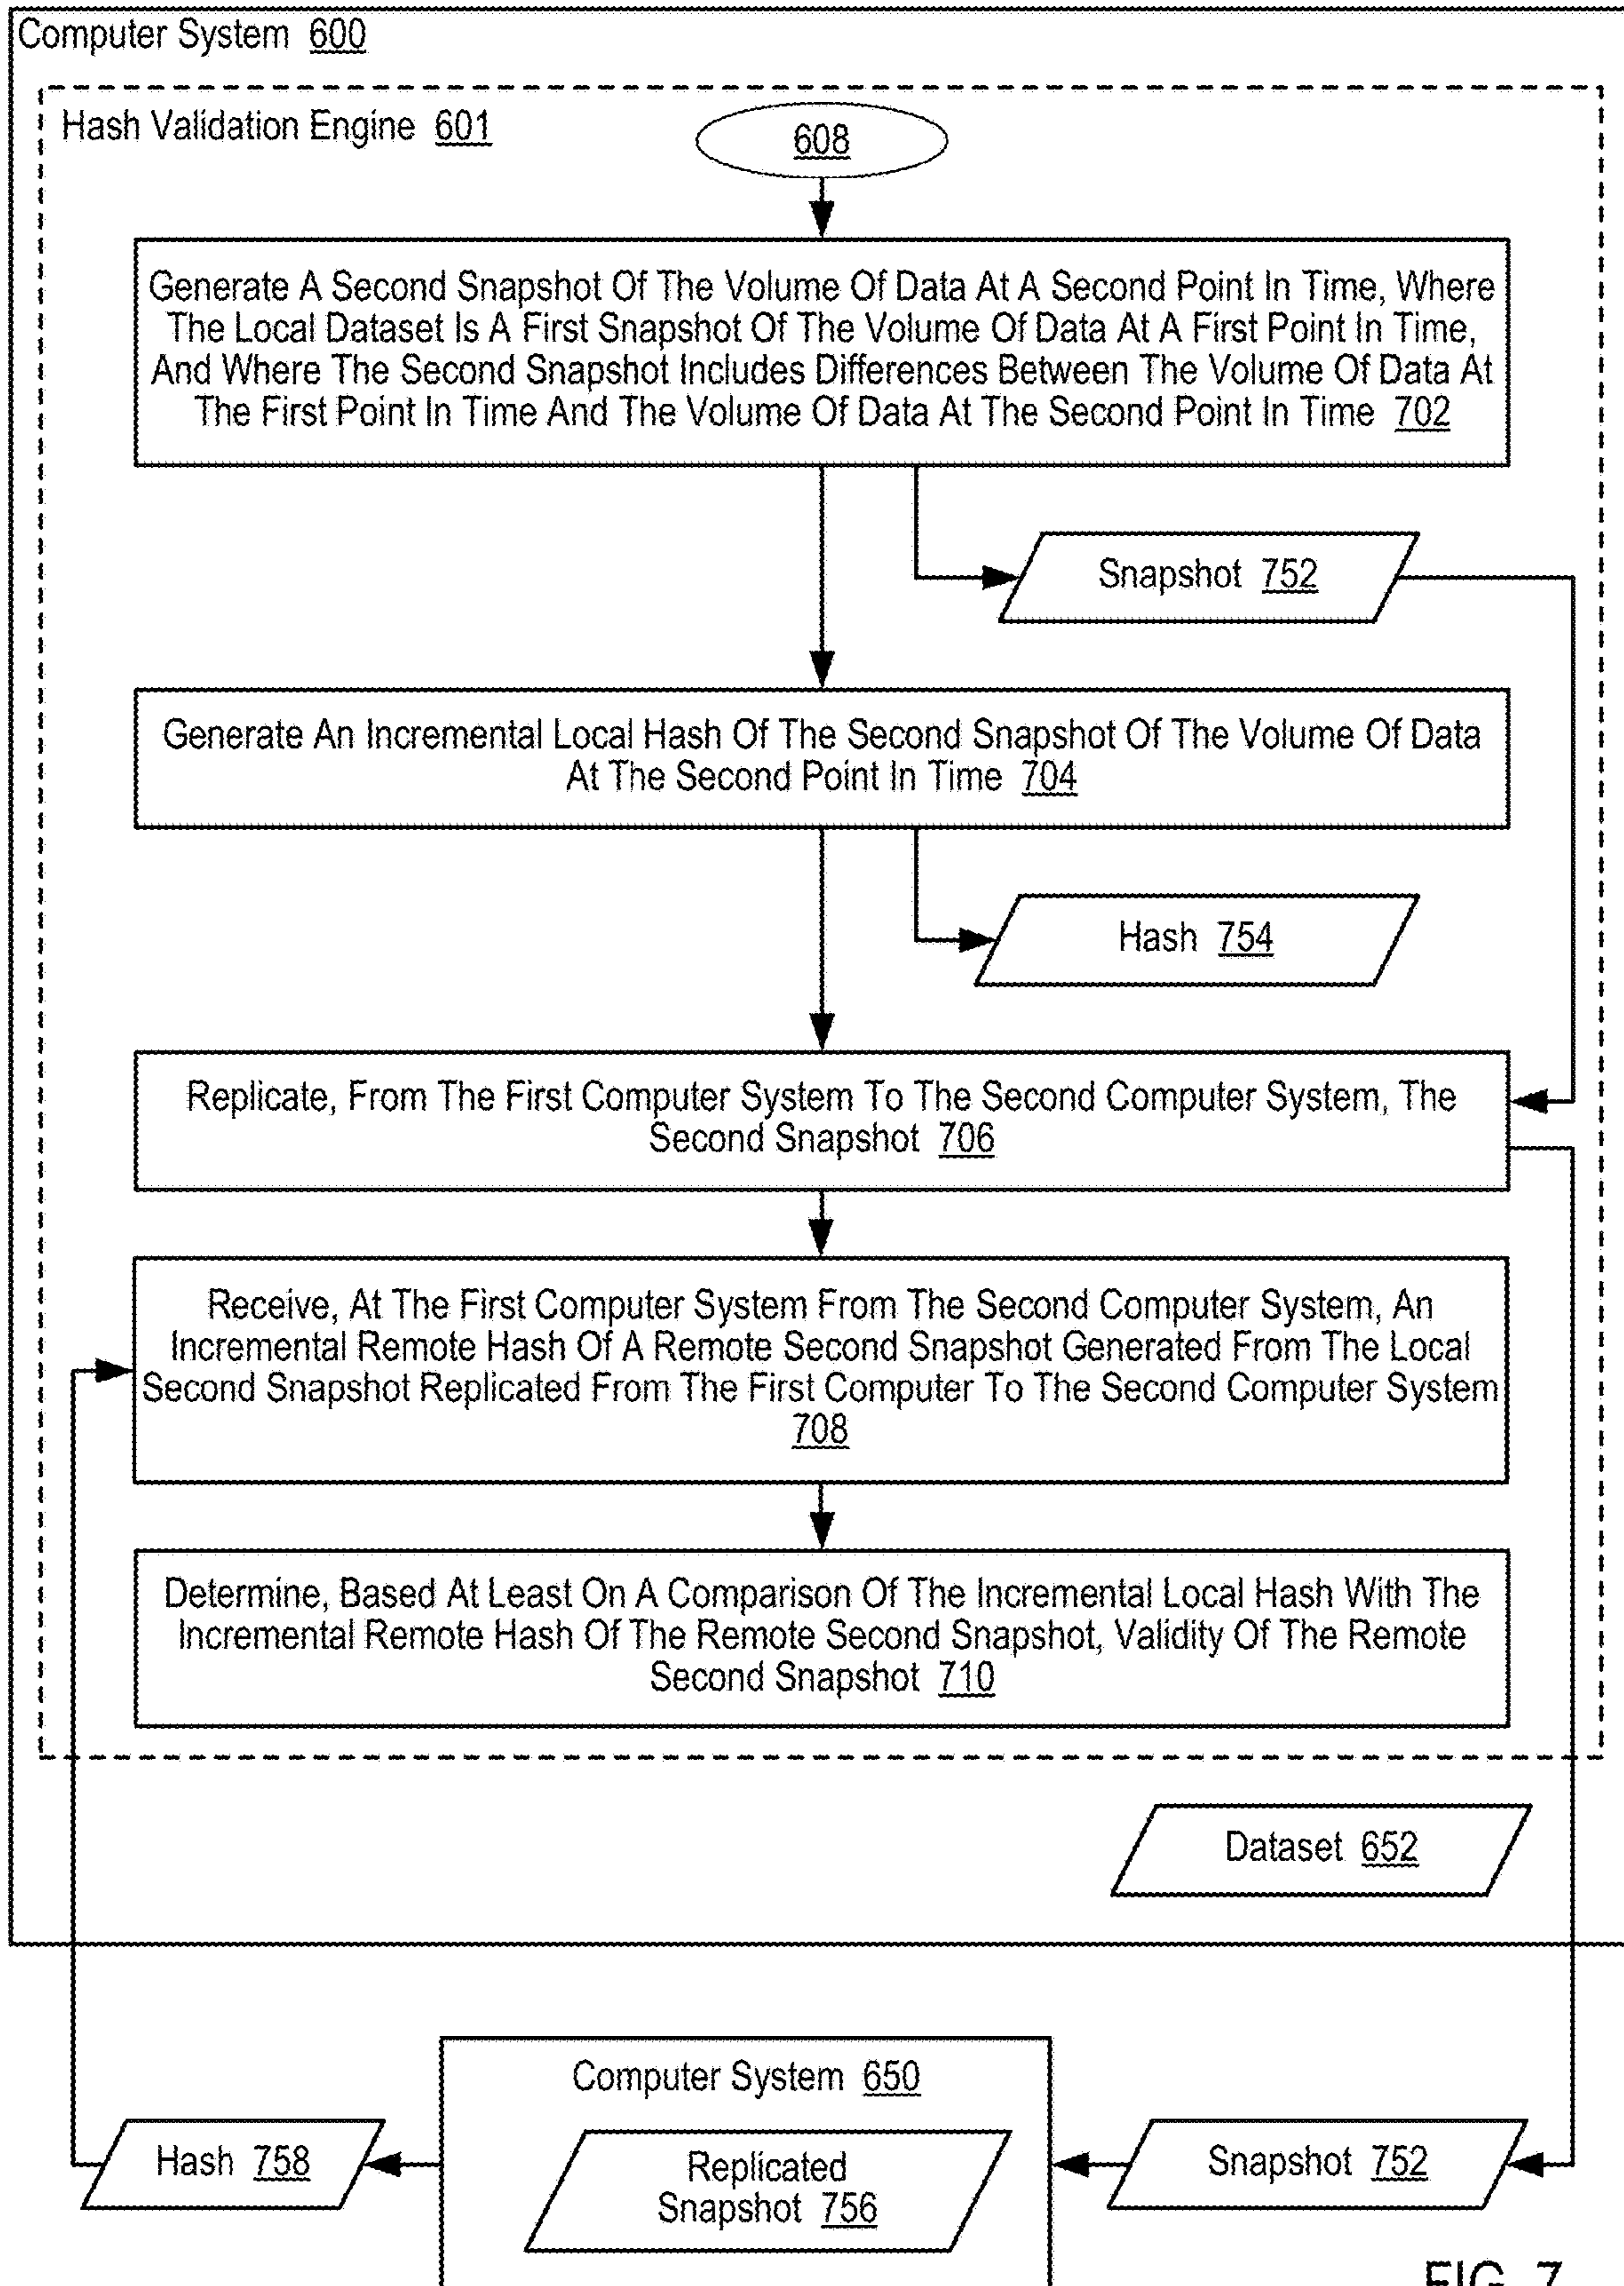 Computer System 600
Hash Validation Engine 601
608
Generate A Second Snapshot Of The Volume Of Data At A Second Point In Time, Where
The Local Dataset Is A First Snapshot Of The Volume Of Data At A First Point In Time,
And Where The Second Snapshot Includes Differences Between The Volume Of Data At
The First Point In Time And The Volume Of Data At The Second Point In Time 702
Snapshot 752
Generate An Incremental Local Hash Of The Second Snapshot Of The Volume Of Data
At The Second Point In Time 704
Hash 754
Replicate, From The First Computer System To The Second Computer System, The
Second Snapshot 706
Receive, At The First Computer System From The Second Computer System, An
Incremental Remote Hash Of A Remote Second Snapshot Generated From The Local
Second Snapshot Replicated From The First Computer To The Second Computer System
708
Determine, Based At Least On A Comparison Of The Incremental Local Hash With The
Incremental Remote Hash Of The Remote Second Snapshot, Validity Of The Remote
Second Snapshot 710
Dataset 652
Computer System 650
Hash 758
Replicated
Snapshot 756
Snapshot 752
FIG. 7